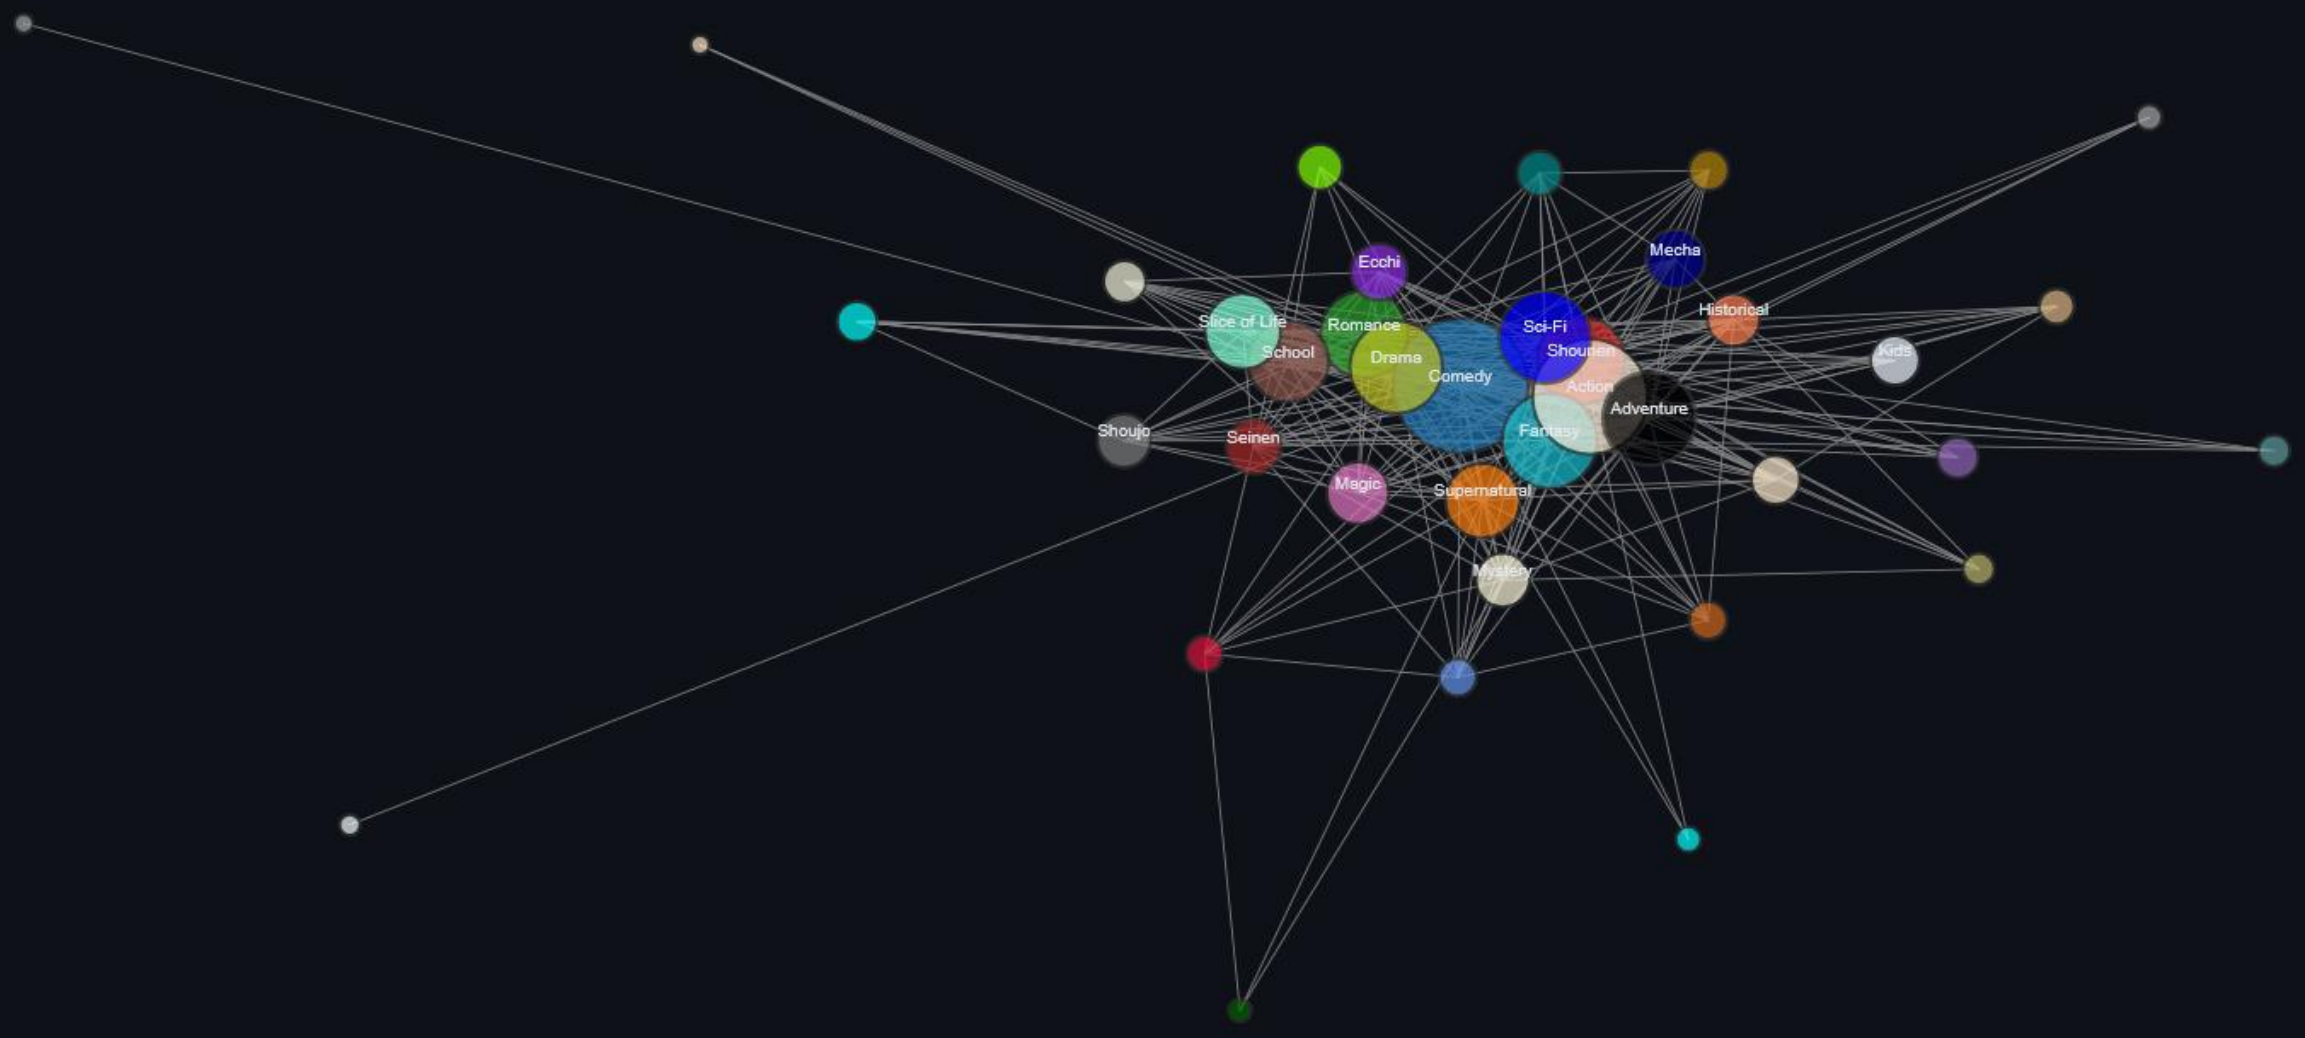 Mecha
Ecchi
Historical
Slice of Life
Romance
Sci-Fi
School
Shounen
Kids
Drama
Comedy
Action
Adventure
Shoujo
Seinen
Fantasy
Magic
Supernatural
Mystery